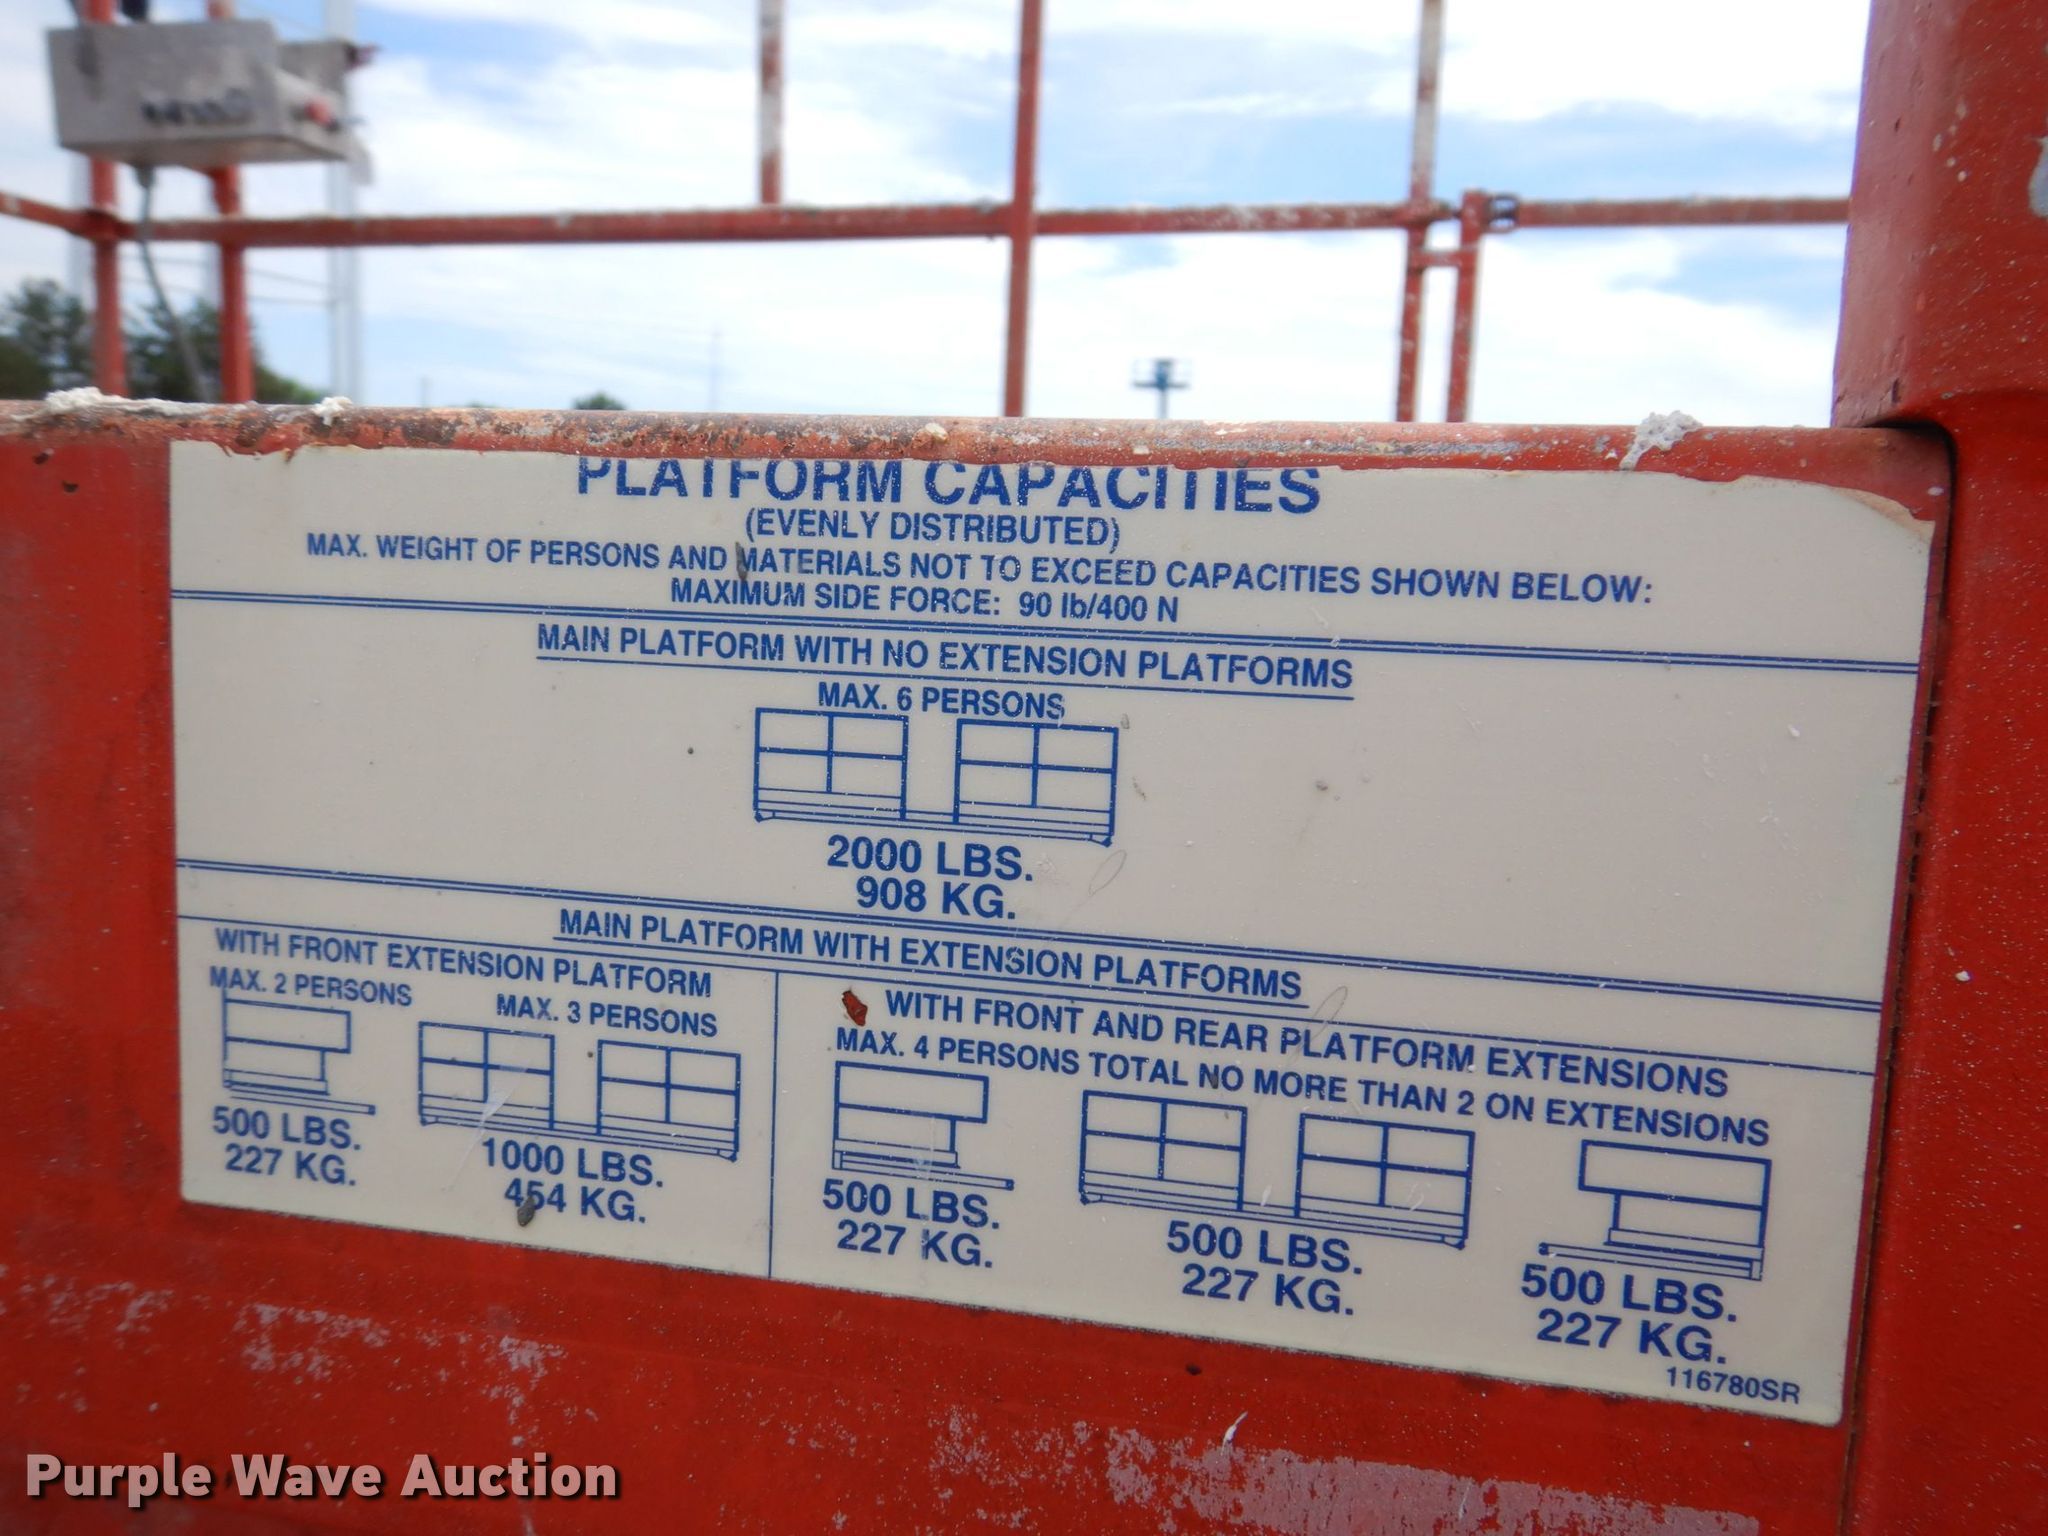 PLATFORM CAPACITIES
(EVENLY DISTRIBUTED)
MAX. WEIGHT OF PERSONS AND MATERIALS NOT TO EXCEED CAPACITIES SHOWN BELOW:
MAXIMUM SIDE FORCE: 90 lb/400 N
MAIN PLATFORM WITH NO EXTENSION PLATFORMS
MAX. 6 PERSONS
2000 LBS.
908 KG.
MAIN PLATFORM WITH EXTENSION PLATFORMS
WITH FRONT EXTENSION PLATFORM
MAX. 2 PERSONS
MAX. 3 PERSONS
500 LBS.
227 KG.
1000 LBS.
454 KG.
WITH FRONT AND REAR PLATFORM EXTENSIONS
MAX. 4 PERSONS TOTAL NO MORE THAN 2 ON EXTENSIONS
500 LBS.
227 KG.
500 LBS.
227 KG.
500 LBS.
227 KG.
116780SR
Purple Wave Auction